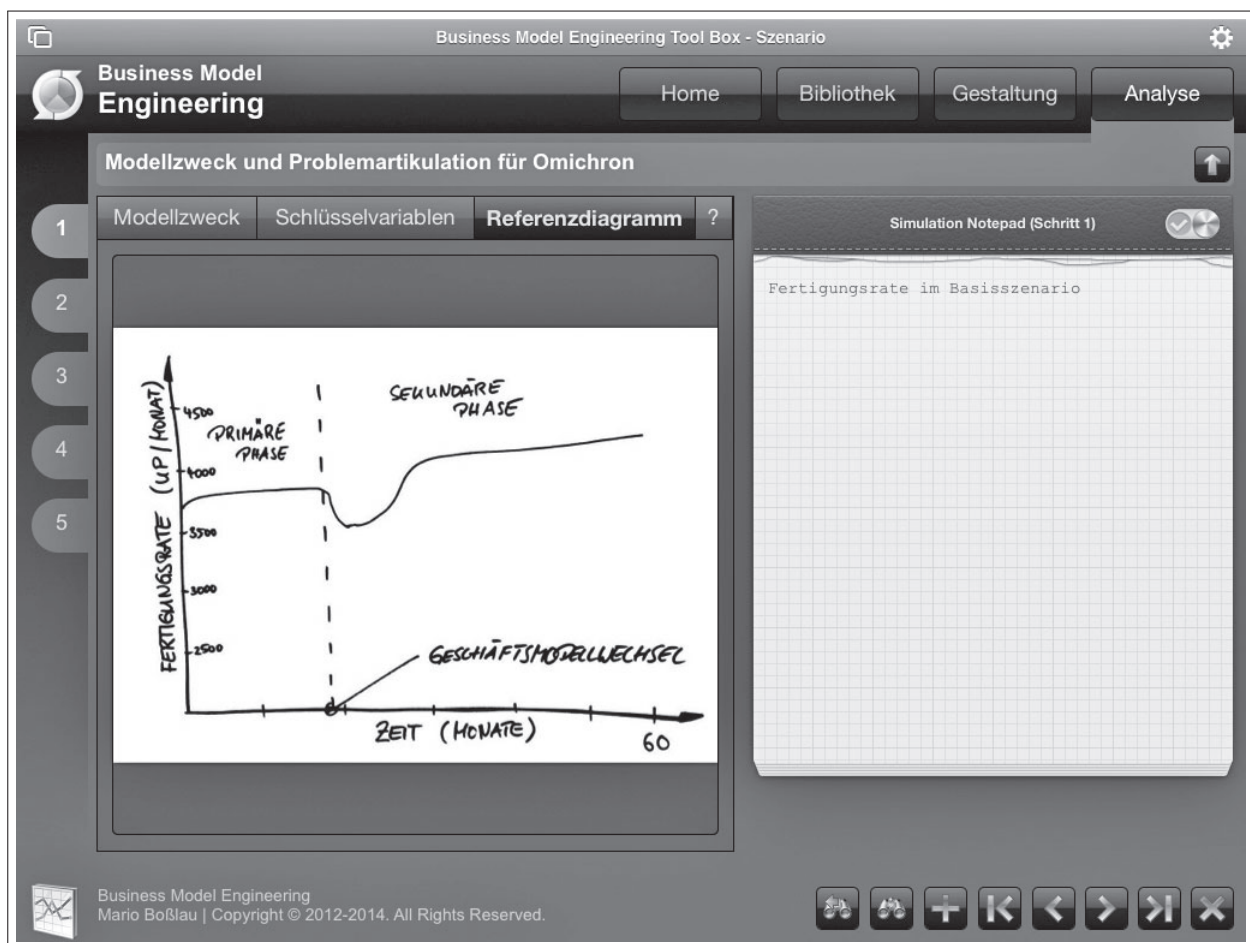 Business Model Engineering Tool Box - Szenario
Business Model
Engineering
Home
Bibliothek
Gestaltung
Analyse
Modellzweck und Problemartikulation für Omichron
1
2
3
4
5
Modellzweck
Schlüsselvariablen
Referenzdiagramm
?
FERTIGUNGSRATE (UP/MONAT)
4500
4000
3500
3000
2500
PRIMÄRE
PHASE
SEKUNDÄRE
PHASE
GESCHÄFTSMODELLWECHSEL
ZEIT (MONATE)
60
Simulation Notepad (Schritt 1)
Fertigungsrate im Basisszenario
Business Model Engineering
Mario Boßlau | Copyright © 2012-2014. All Rights Reserved.